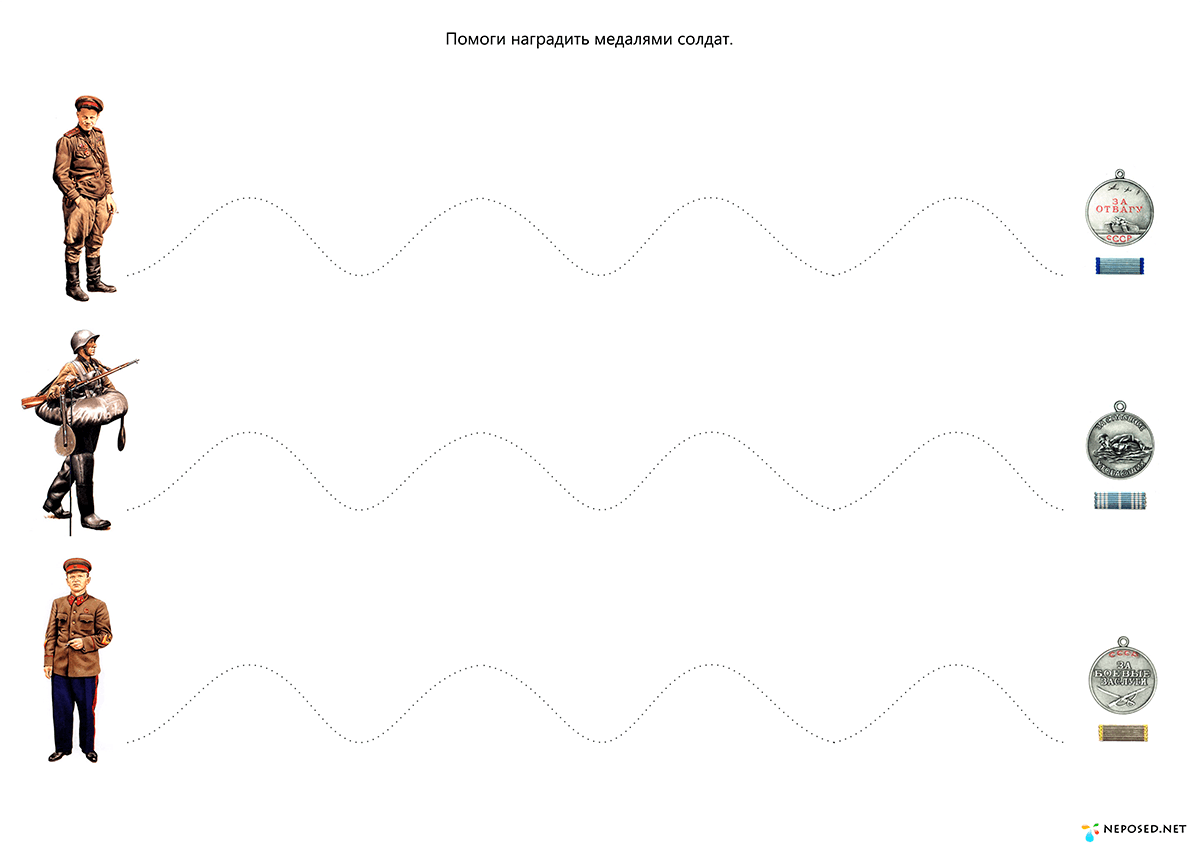 Помоги наградить медалями солдат.
ЗА
ОТВАГУ
СССР
СССР
ЗА
БОЕВЫЕ
ЗАСЛУГИ
NEPOSED.NET